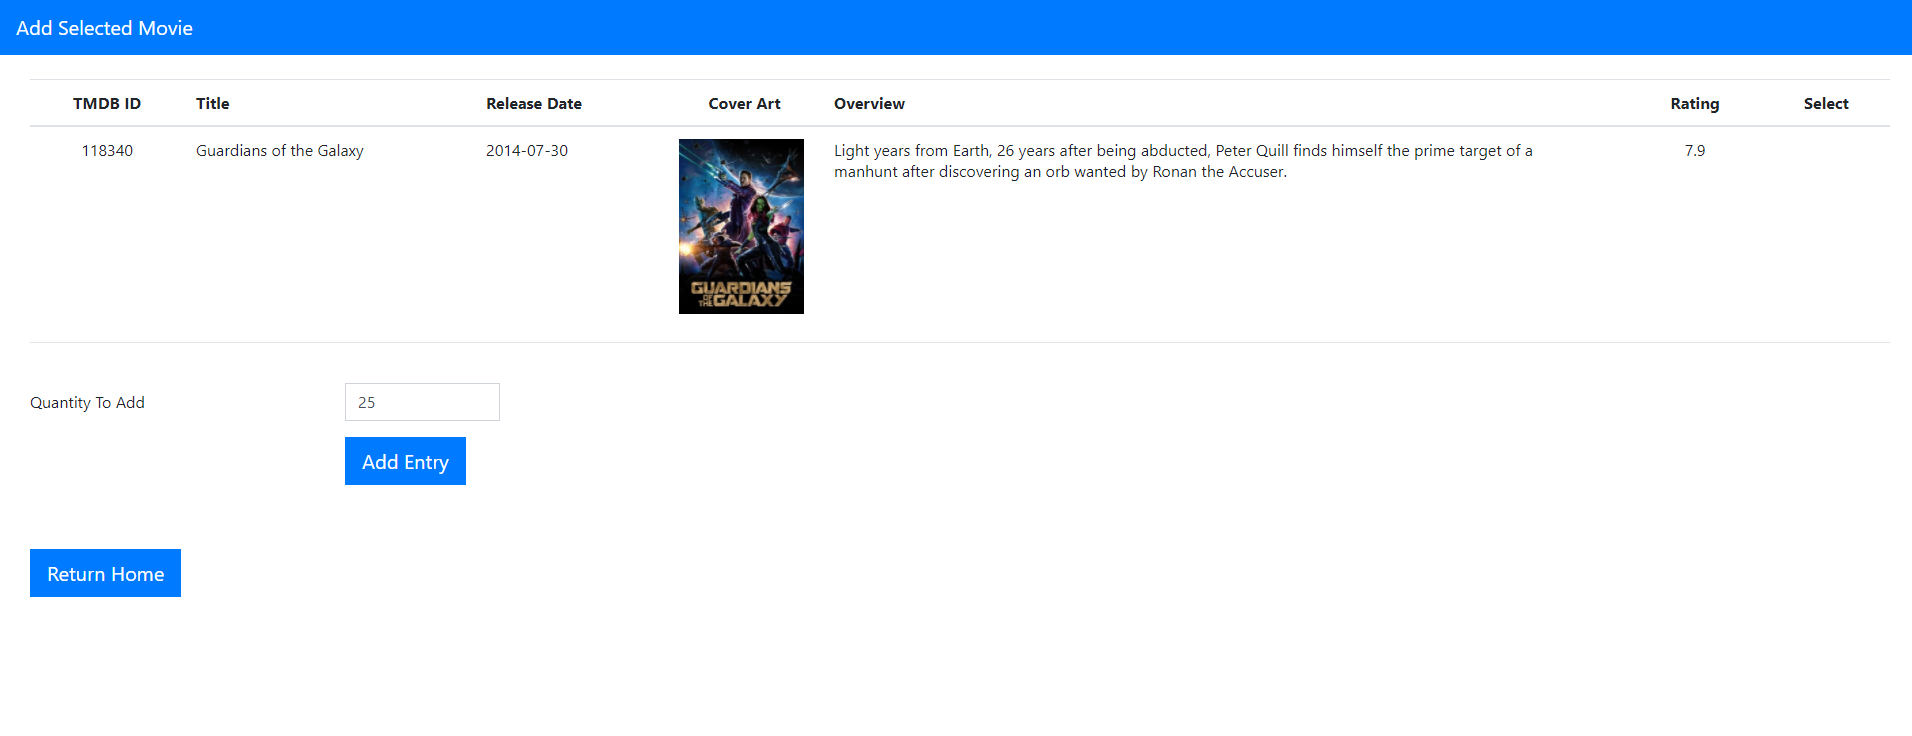 Add Selected Movie
TMDB ID Title Release Date Cover Art Overview Rating Select
118340 Guardians of the Galaxy 2014-07-30 Light years from Earth, 26 years after being abducted, Peter Quill finds himself the prime target of a 7.9
manhunt after discovering an orb wanted by Ronan the Accuser.
GUARDIANS
OF THE GALAXY
Quantity To Add 25
Add Entry
Return Home